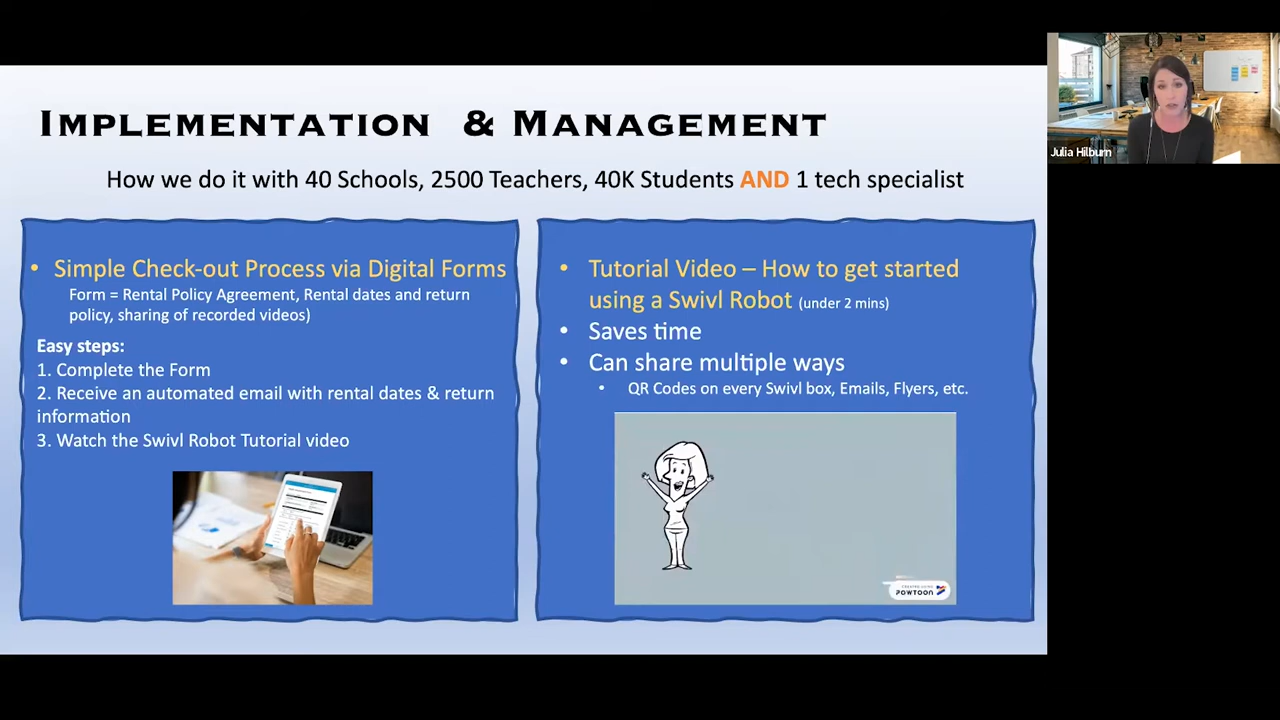 IMPLEMENTATION & MANAGEMENT
How we do it with 40 Schools, 2500 Teachers, 40K Students AND 1 tech specialist
• Simple Check-out Process via Digital Forms
Form = Rental Policy Agreement, Rental dates and return
policy, sharing of recorded videos)
Easy steps:
1. Complete the Form
2. Receive an automated email with rental dates & return
information
3. Watch the Swivl Robot Tutorial video
• Tutorial Video – How to get started
using a Swivl Robot (under 2 mins)
• Saves time
• Can share multiple ways
• QR Codes on every Swivl box, Emails, Flyers, etc.
CREATED USING
POWTOON
Julia Hilburn